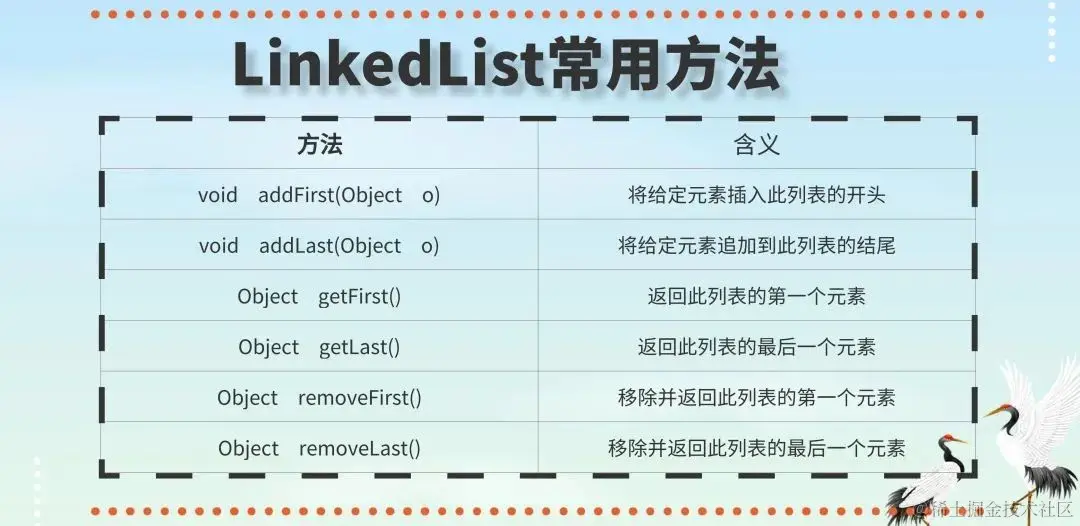 LinkedList常用方法
方法 含义
void addFirst(Object o) 将给定元素插入此列表的开头
void addLast(Object o) 将给定元素追加到此列表的结尾
Object getFirst() 返回此列表的第一个元素
Object getLast() 返回此列表的最后一个元素
Object removeFirst() 移除并返回此列表的第一个元素
Object removeLast() 移除并返回此列表的最后一个元素
@稀土掘金技术社区